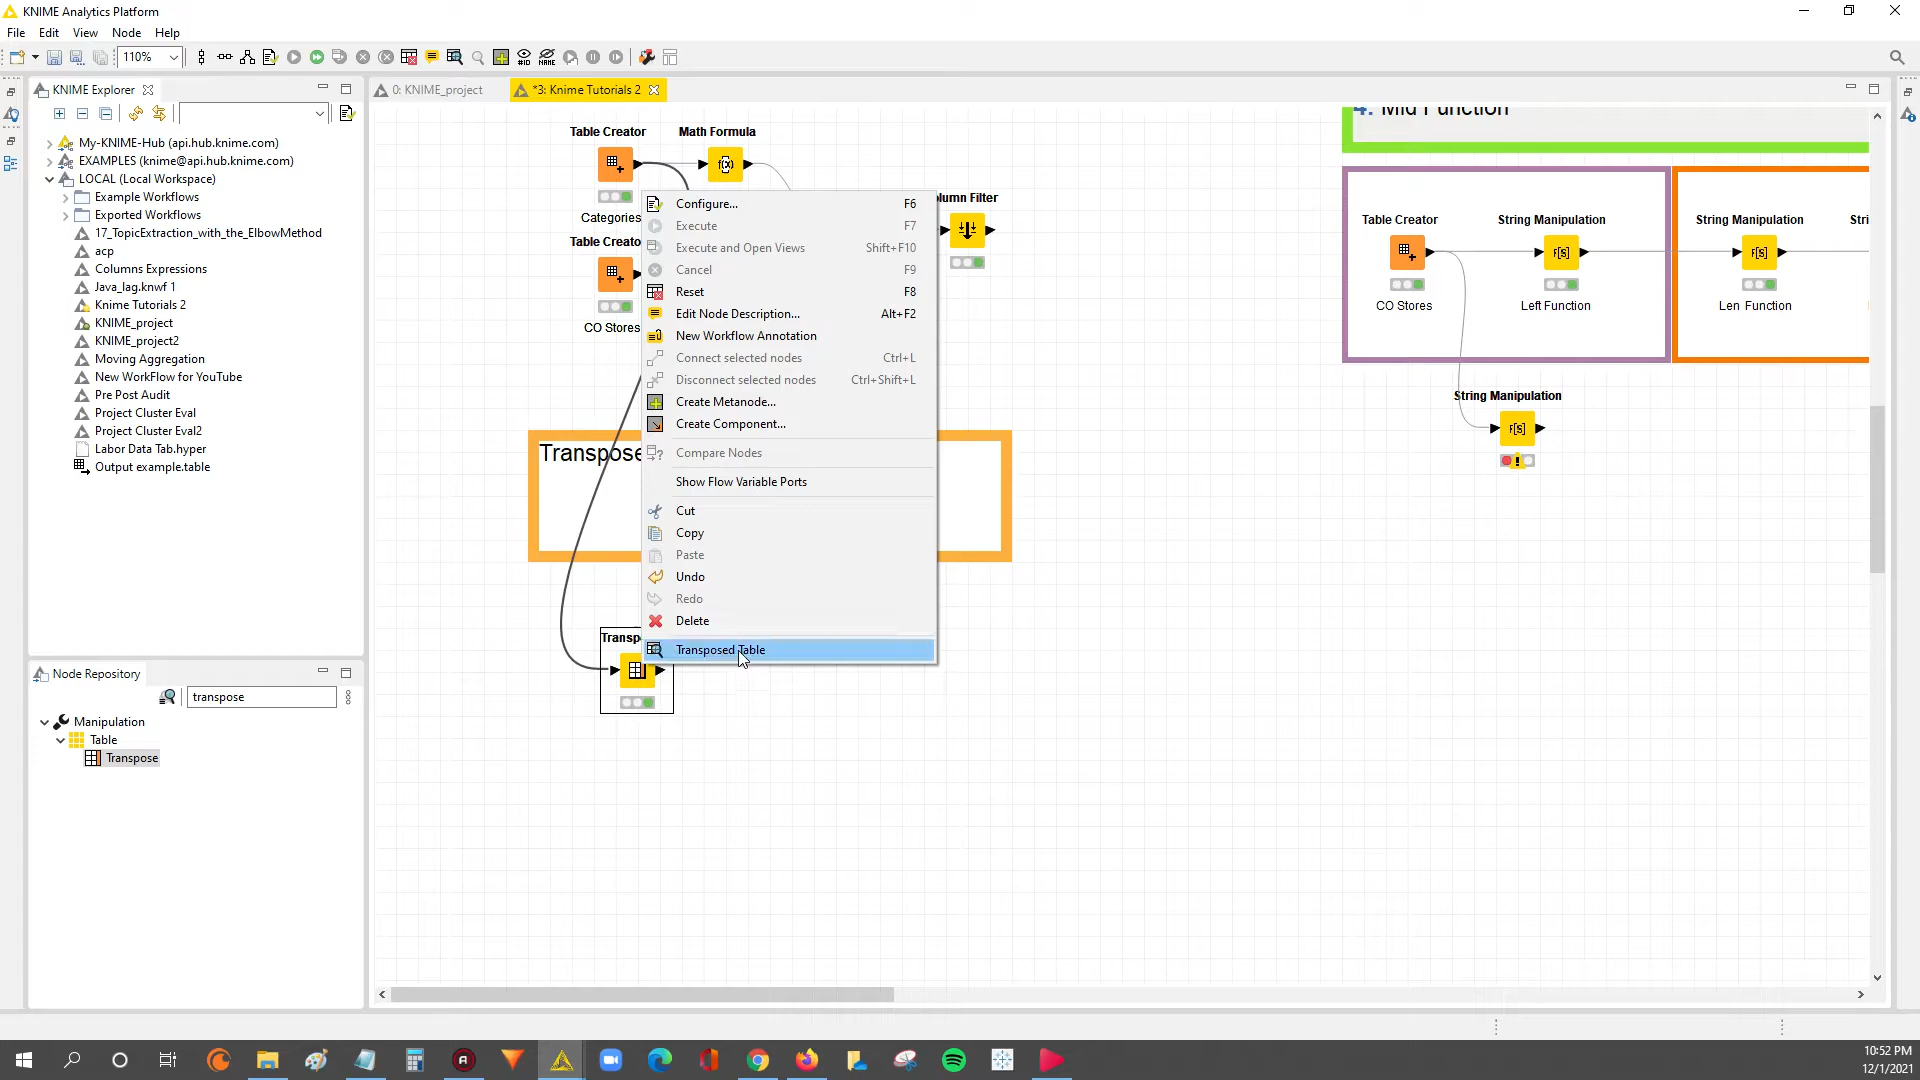 KNIME Analytics Platform
File Edit View Node Help
110%
KNIME Explorer
My-KNIME-Hub (api.hub.knime.com)
EXAMPLES (knime@api.hub.knime.com)
LOCAL (Local Workspace)
Example Workflows
Exported Workflows
17_TopicExtraction_with_the_ElbowMethod
acp
Columns Expressions
Java_lag.knwf 1
Knime Tutorials 2
KNIME_project
KNIME_project2
Moving Aggregation
New WorkFlow for YouTube
Pre Post Audit
Project Cluster Eval
Project Cluster Eval2
Labor Data Tab.hyper
Output example.table
Node Repository
transpose
Manipulation
Table
Transpose
0: KNIME_project
*3: Knime Tutorials 2
Table Creator
Math Formula
f(x)
Categories
Table Creato
CO Stores
lumn Filter
Configure... F6
Execute F7
Execute and Open Views Shift+F10
Cancel F9
Reset F8
Edit Node Description... Alt+F2
New Workflow Annotation
Connect selected nodes Ctrl+L
Disconnect selected nodes Ctrl+Shift+L
Create Metanode...
Create Component...
Compare Nodes
Show Flow Variable Ports
Cut
Copy
Paste
Undo
Redo
Delete
Transposed Table
Transpose
Transp
4. Mid Function
Table Creator
CO Stores
String Manipulation
F[S]
Left Function
String Manipulation
F[S]
Len Function
Stri
String Manipulation
F[S]
10:52 PM
12/1/2021